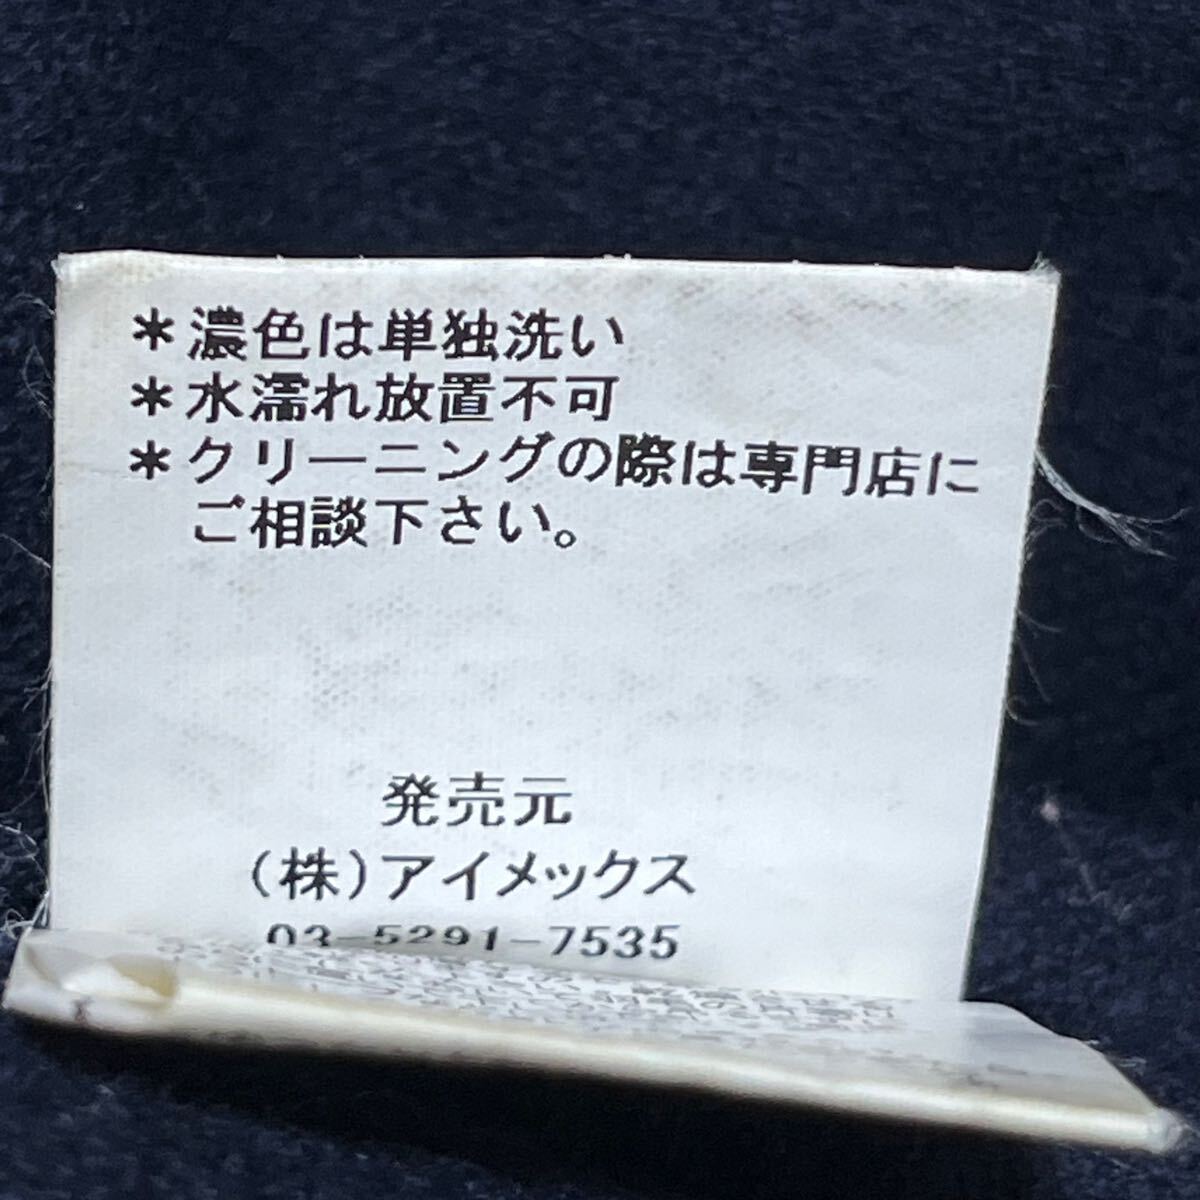 ＊濃色は単独洗い
＊水濡れ放置不可
＊クリーニングの際は専門店に
ご相談下さい。
発売元
(株)アイメックス
03-5291-7535